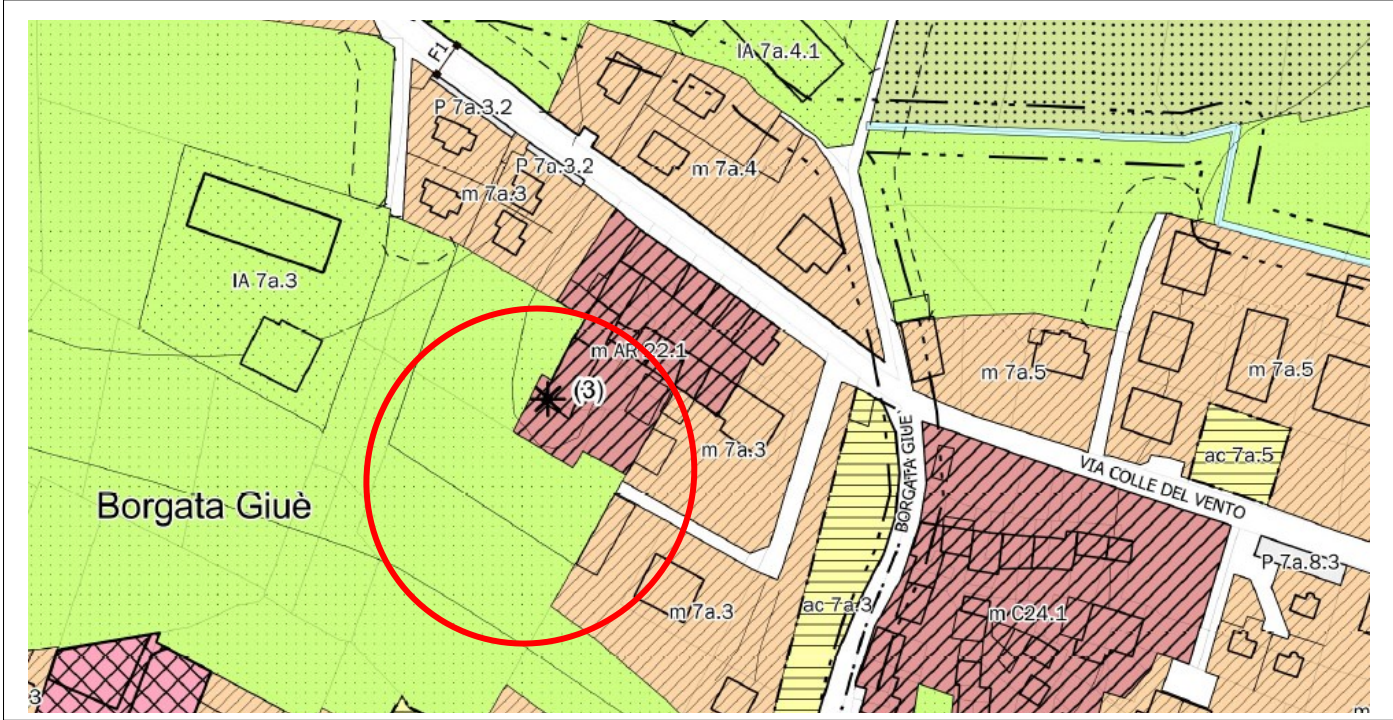 F1
IA 7a.4.1
P 7a.3.2
P 7a.3.2
m 7a.4
m 7a.3
IA 7a.3
m AR 22.1
(3)
m 7a.5
m 7a.5
m 7a.3
ac 7a.5
BORGATA GIUE'
VIA COLLE DEL VENTO
Borgata Giuè
P 7a.8.3
ac 7a.3
m 7a.3
m C24.1
3
m